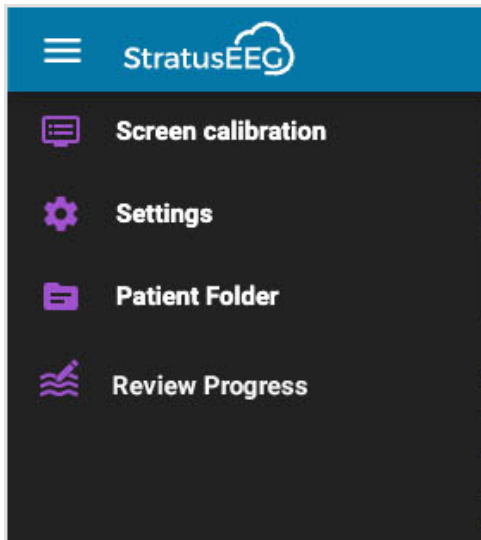 StratusEEG
Screen calibration
Settings
Patient Folder
Review Progress